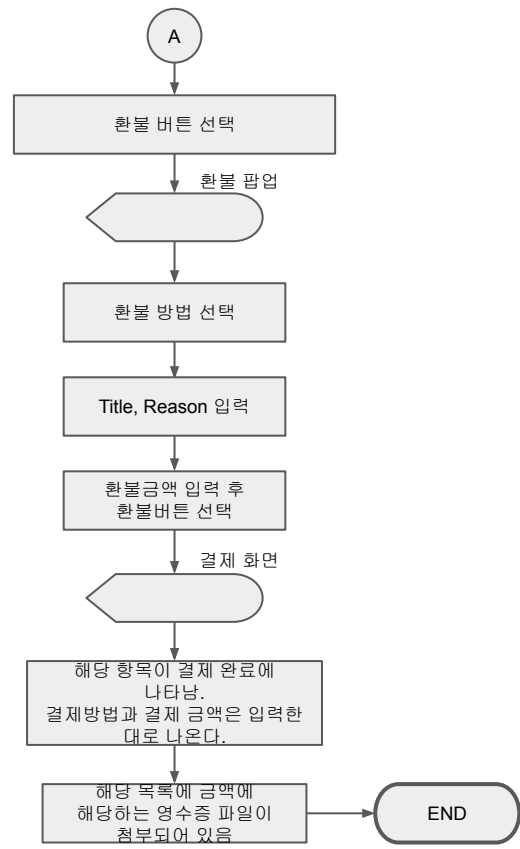 A
환불 버튼 선택
환불 팝업
환불 방법 선택
Title, Reason 입력
환불금액 입력 후
환불버튼 선택
결제 화면
해당 항목이 결제 완료에
나타남.
결제방법과 결제 금액은 입력한
대로 나온다.
해당 목록에 금액에
해당하는 영수증 파일이
첨부되어 있음
END